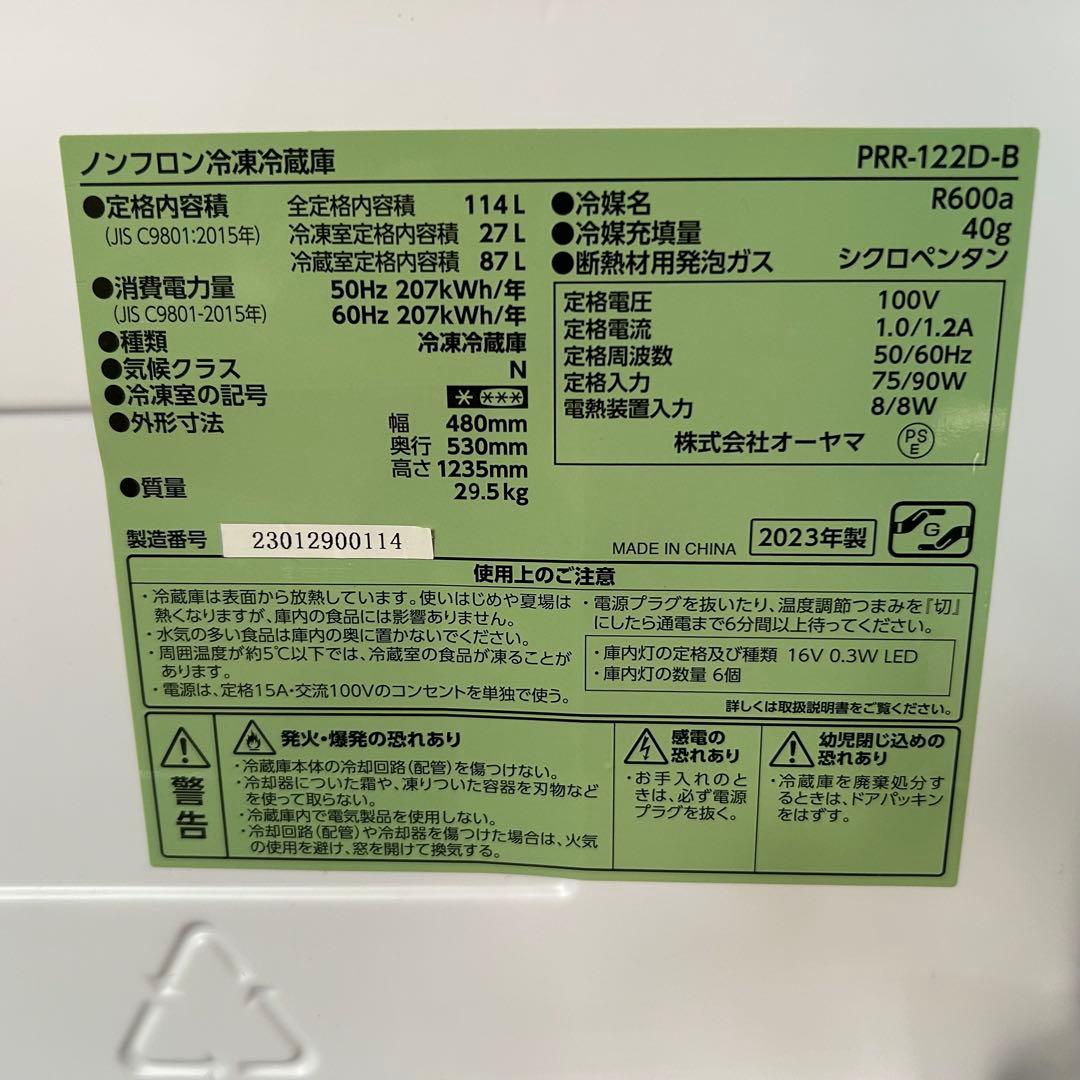 ノンフロン冷凍冷蔵庫 PRR-122D-B
●定格内容積 全定格内容積 114L
(JIS C9801:2015年) 冷凍室定格内容積 27L
冷蔵室定格内容積 87L
●消費電力量 50Hz 207kWh/年
(JIS C9801-2015年) 60Hz 207kWh/年
●種類 冷凍冷蔵庫
●気候クラス N
●冷凍室の記号
●外形寸法 幅 480mm
奥行 530mm
高さ 1235mm
●質量 29.5kg
●冷媒名 R600a
●冷媒充填量 40g
●断熱材用発泡ガス シクロペンタン
定格電圧 100V
定格電流 1.0/1.2A
定格周波数 50/60Hz
定格入力 75/90W
電熱装置入力 8/8W
株式会社オーヤマ PSE
製造番号 23012900114
MADE IN CHINA 2023年製 G
使用上のご注意
・冷蔵庫は表面から放熱しています。使いはじめや夏場は
熱くなりますが、庫内の食品には影響ありません。
・水気の多い食品は庫内の奥に置かないでください。
・周囲温度が約5℃以下では、冷蔵室の食品が凍ることが
あります。
・電源は、定格15A・交流100Vのコンセントを単独で使う。
・電源プラグを抜いたり、温度調節つまみを『切』
にしたら通電まで6分間以上待ってください。
・庫内灯の定格及び種類 16V 0.3W LED
・庫内灯の数量 6個
詳しくは取扱説明書をご覧ください。
警告
発火・爆発の恐れあり
・冷蔵庫本体の冷却回路(配管)を傷つけない。
・冷却器についた霜や、凍りついた容器を刃物など
を使って取らない。
・冷蔵庫内で電気製品を使用しない。
・冷却回路(配管)や冷却器を傷つけた場合は、火気
の使用を避け、窓を開けて換気する。
感電の
恐れあり
・お手入れのと
きは、必ず電源
プラグを抜く。
幼児閉じ込めの
恐れあり
・冷蔵庫を廃棄処分す
るときは、ドアパッキン
をはずす。